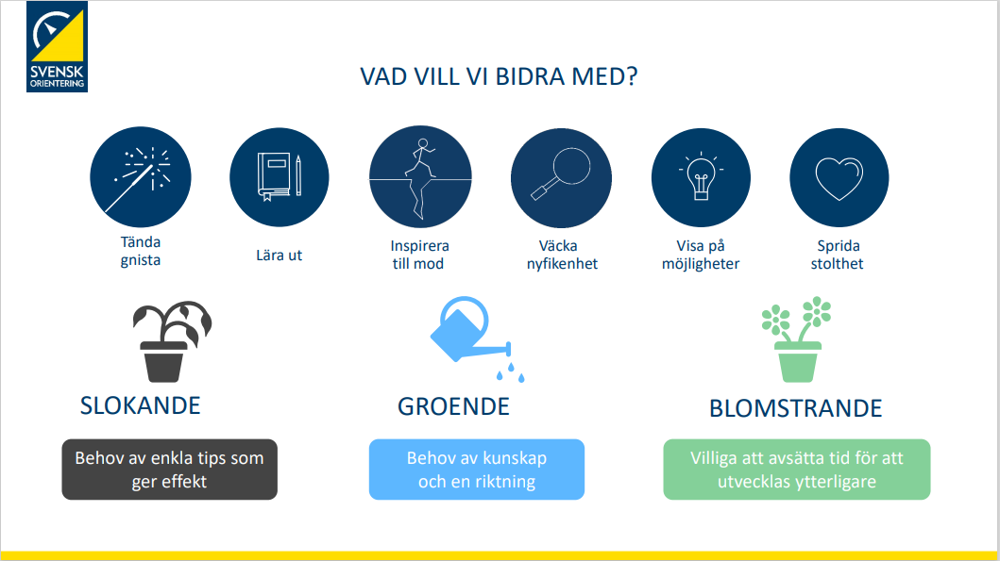 SVENSK
ORIENTERING
VAD VILL VI BIDRA MED?
Tända
gnista
Lära ut
Inspirera
till mod
Väcka
nyfikenhet
Visa på
möjligheter
Sprida
stolthet
SLOKANDE
Behov av enkla tips som
ger effekt
GROENDE
Behov av kunskap
och en riktning
BLOMSTRANDE
Villiga att avsätta tid för att
utvecklas ytterligare